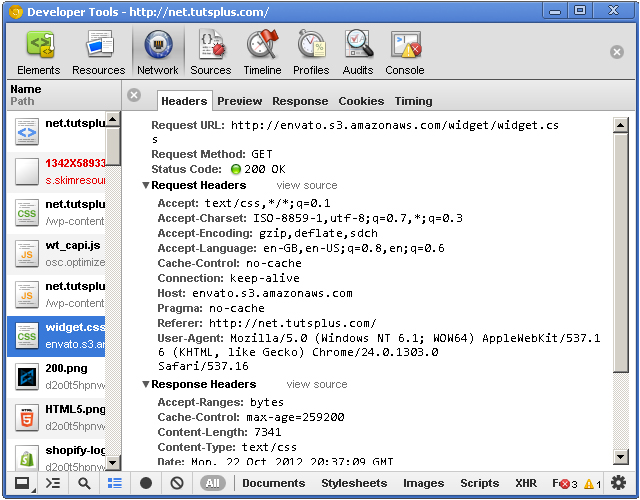 Developer Tools - http://net.tutsplus.com/
Elements Resources Network Sources Timeline Profiles Audits Console
Name
Path
net.tutsplus
1342X58933
s.skimresour
net.tutsplus
/wp-content
wt_capi.js
osc.optimize
net.tutsplus
/wp-content
widget.css
envato.s3.ar
200.png
d2o0t5hpnw
HTML5.png
d2o0t5hpnw
shopify-log
d2o0t5hpnw
Headers Preview Response Cookies Timing
Request URL: http://envato.s3.amazonaws.com/widget/widget.cs
s
Request Method: GET
Status Code: 200 OK
Request Headers view source
Accept: text/css,*/*;q=0.1
Accept-Charset: ISO-8859-1,utf-8;q=0.7,*;q=0.3
Accept-Encoding: gzip,deflate,sdch
Accept-Language: en-GB,en-US;q=0.8,en;q=0.6
Cache-Control: no-cache
Connection: keep-alive
Host: envato.s3.amazonaws.com
Pragma: no-cache
Referer: http://net.tutsplus.com/
User-Agent: Mozilla/5.0 (Windows NT 6.1; WOW64) AppleWebKit/537.1
6 (KHTML, like Gecko) Chrome/24.0.1303.0
Safari/537.16
Response Headers view source
Accept-Ranges: bytes
Cache-Control: max-age=259200
Content-Length: 7341
Content-Type: text/css
Date: Mon, 22 Oct 2012 20:37:09 GMT
All Documents Stylesheets Images Scripts XHR F 3 1